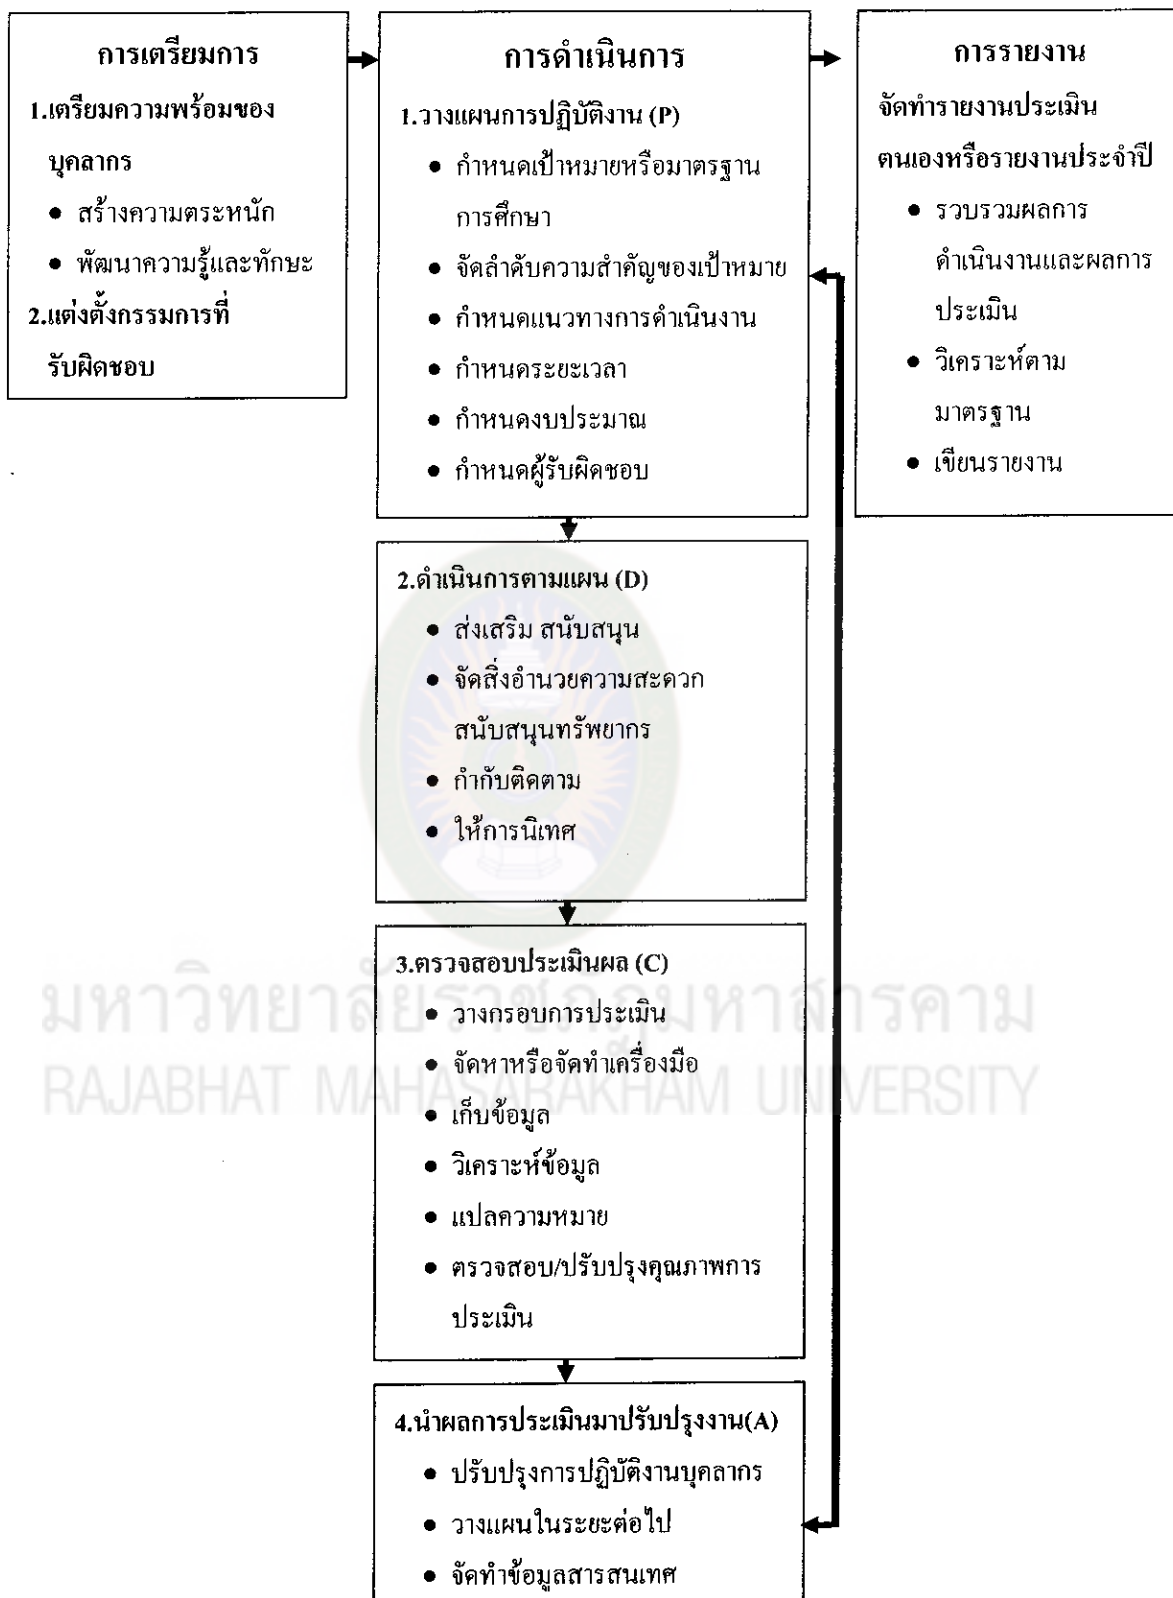 การเตรียมการ
1.เตรียมความพร้อมของ
บุคลากร
● สร้างความตระหนัก
● พัฒนาความรู้และทักษะ
2.แต่งตั้งกรรมการที่
รับผิดชอบ
การดำเนินการ
1.วางแผนการปฏิบัติงาน (P)
● กำหนดเป้าหมายหรือมาตรฐาน
การศึกษา
● จัดลำดับความสำคัญของเป้าหมาย
● กำหนดแนวทางการดำเนินงาน
● กำหนดระยะเวลา
● กำหนดงบประมาณ
● กำหนดผู้รับผิดชอบ
การรายงาน
จัดทำรายงานประเมิน
ตนเองหรือรายงานประจำปี
● รวบรวมผลการ
ดำเนินงานและผลการ
ประเมิน
● วิเคราะห์ตาม
มาตรฐาน
● เขียนรายงาน
2.ดำเนินการตามแผน (D)
● ส่งเสริม สนับสนุน
● จัดสิ่งอำนวยความสะดวก
สนับสนุนทรัพยากร
● กำกับติดตาม
● ให้การนิเทศ
3.ตรวจสอบประเมินผล (C)
● วางกรอบการประเมิน
● จัดหาหรือจัดทำเครื่องมือ
● เก็บข้อมูล
● วิเคราะห์ข้อมูล
● แปลความหมาย
● ตรวจสอบ/ปรับปรุงคุณภาพการ
ประเมิน
มหาวิทยาลัยราชภัฏมหาสารคาม
RAJABHAT MAHASARAKHAM UNIVERSITY
4.นำผลการประเมินมาปรับปรุงงาน(A)
● ปรับปรุงการปฏิบัติงานบุคลากร
● วางแผนในระยะต่อไป
● จัดทำข้อมูลสารสนเทศ